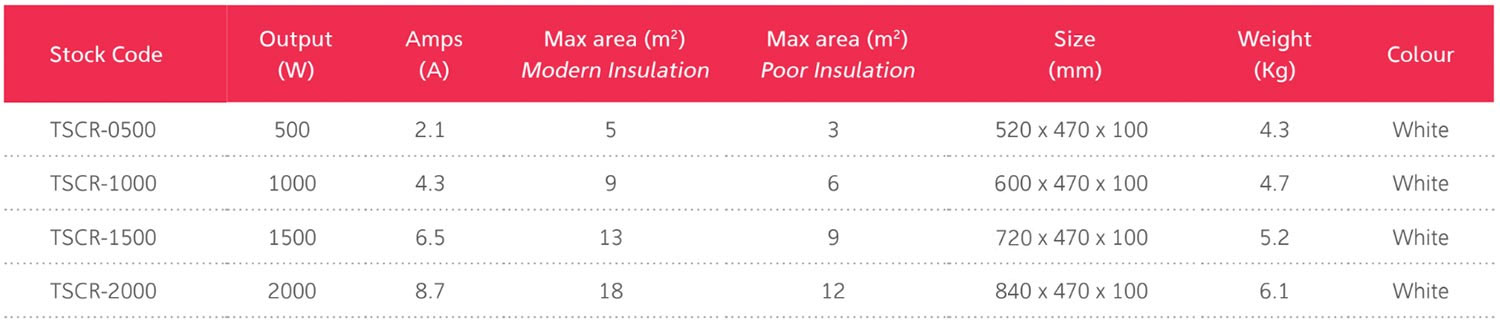 Stock Code Output (W) Amps (A) Max area (m²) Modern Insulation Max area (m²) Poor Insulation Size (mm) Weight (Kg) Colour
TSCR-0500 500 2.1 5 3 520 x 470 x 100 4.3 White
TSCR-1000 1000 4.3 9 6 600 x 470 x 100 4.7 White
TSCR-1500 1500 6.5 13 9 720 x 470 x 100 5.2 White
TSCR-2000 2000 8.7 18 12 840 x 470 x 100 6.1 White